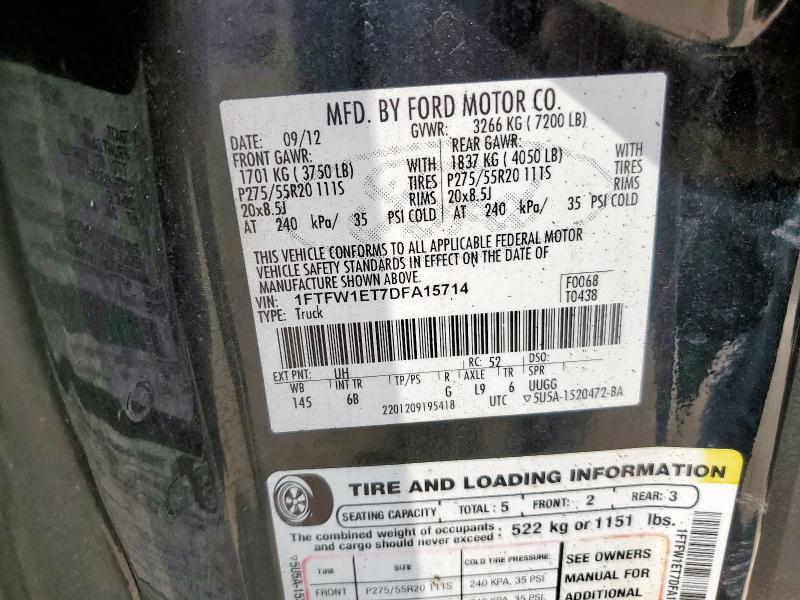 MFD. BY FORD MOTOR CO.
DATE: 09/12 GVWR: 3266 KG ( 7200 LB)
FRONT GAWR: REAR GAWR:
1701 KG ( 3750 LB) WITH 1837 KG ( 4050 LB) WITH
P275/55R20 111S TIRES P275/55R20 111S TIRES
20x8.5J RIMS 20x8.5J RIMS
AT 240 kPa/ 35 PSI COLD AT 240 kPa/ 35 PSI COLD
THIS VEHICLE CONFORMS TO ALL APPLICABLE FEDERAL MOTOR
VEHICLE SAFETY STANDARDS IN EFFECT ON THE DATE OF
MANUFACTURE SHOWN ABOVE.
VIN: 1FTFW1ET7DFA15714 F0068
TYPE: Truck T0438
EXT PNT: UH RC: 52 DSO:
WB INT TR TP/PS R AXLE TR SPR
145 6B G L9 6 UUGG
2201209195418 UTC ▽5U5A-1520472-BA
TIRE AND LOADING INFORMATION
SEATING CAPACITY TOTAL : 5 FRONT: 2 REAR: 3
The combined weight of occupants
and cargo should never exceed : 522 kg or 1151 lbs.
TIRE SIZE COLD TIRE PRESSURE SEE OWNERS
FRONT P275/55R20 111S 240 KPA, 35 PSI MANUAL FOR
ADDITIONAL